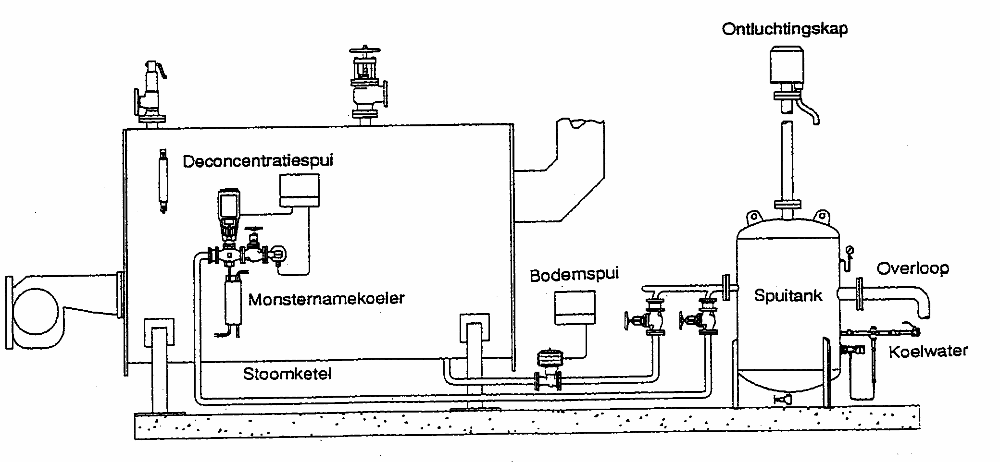 Ontluchtingskap
Deconcentratiespui
Bodemspui
Overloop
Spuitank
Monsternamekoeler
Koelwater
Stoomketel